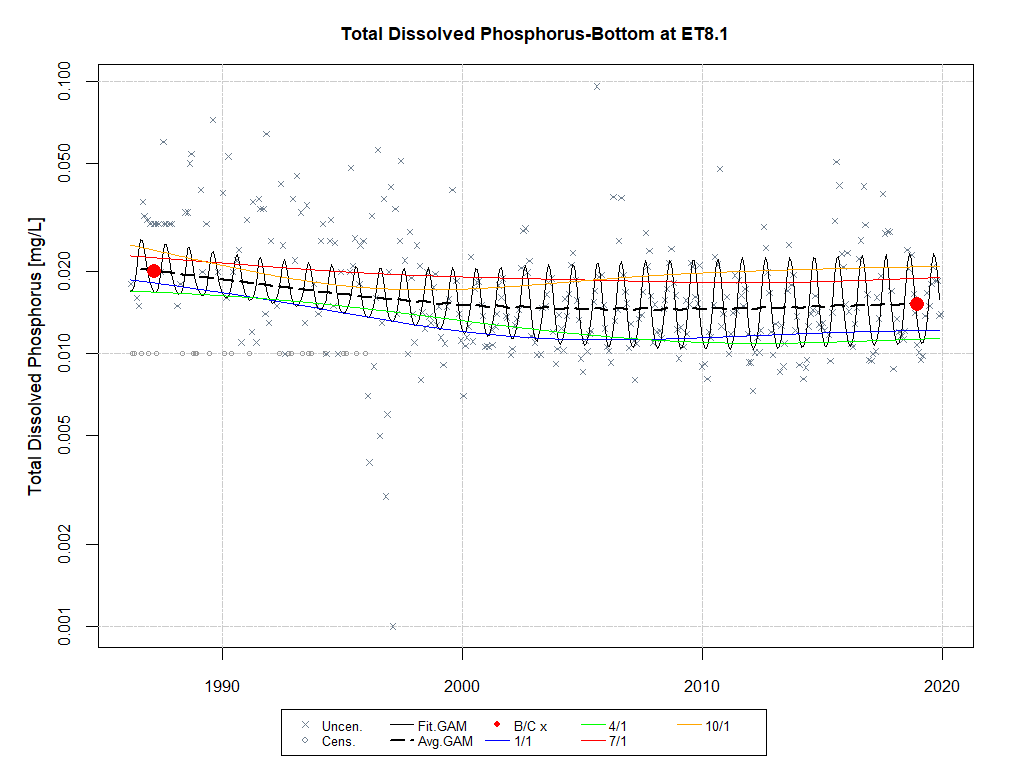 Total Dissolved Phosphorus-Bottom at ET8.1
Total Dissolved Phosphorus [mg/L]
0.100
0.050
0.020
0.010
0.005
0.002
0.001
1990 2000 2010 2020
Uncen. Fit.GAM B/C x 4/1 10/1
Cens. Avg.GAM 1/1 7/1